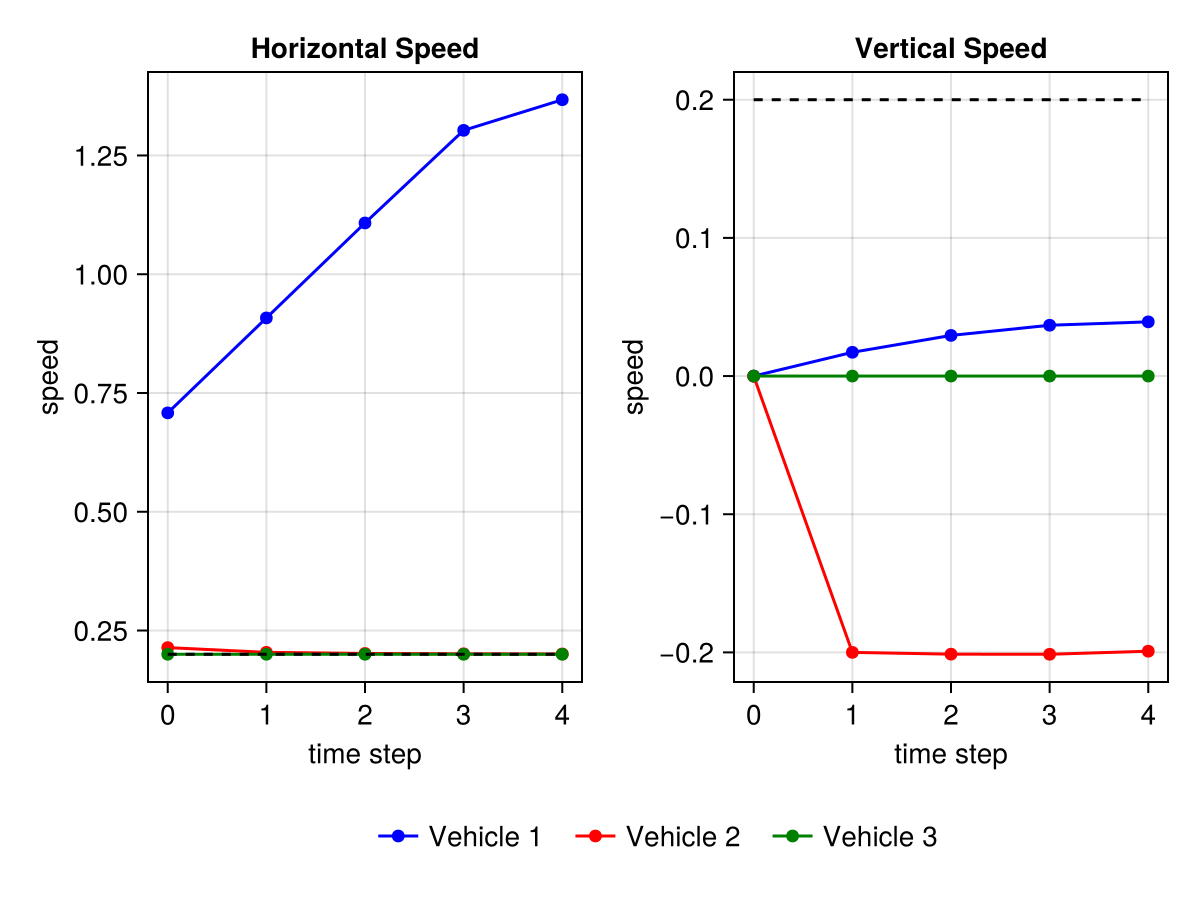 Horizontal Speed
speed
1.25
1.00
0.75
0.50
0.25
0 1 2 3 4
time step
Vertical Speed
speed
0.2
0.1
0.0
−0.1
−0.2
0 1 2 3 4
time step
Vehicle 1 Vehicle 2 Vehicle 3